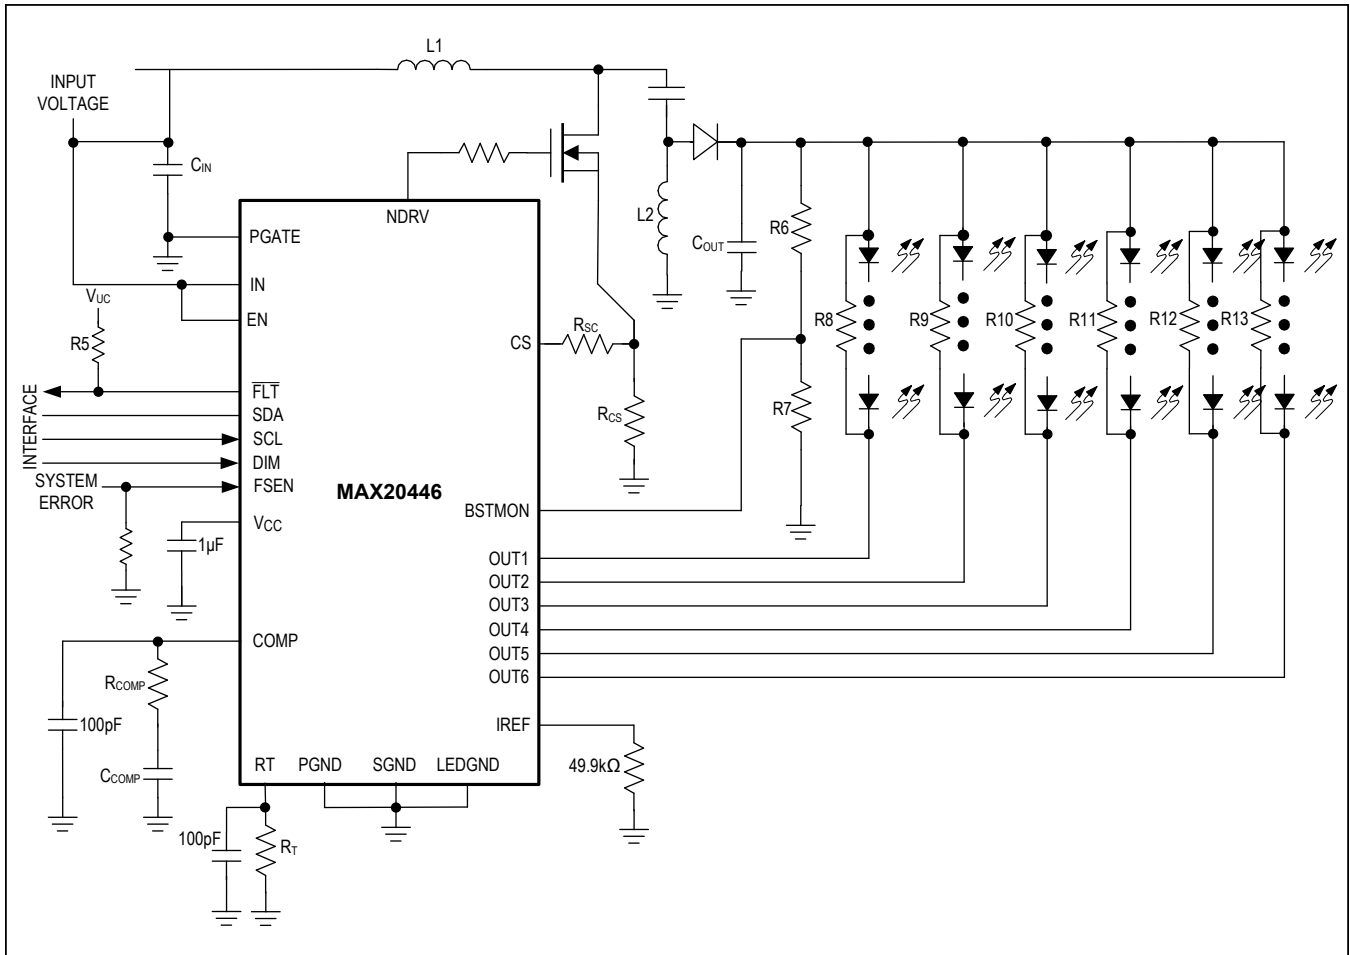 L1
INPUT
VOLTAGE
CIN
NDRV
PGATE
L2
COUT
R6
IN
EN
VUC
R5
RSC
CS
R8
R9
R10
R11
R12
R13
INTERFACE
FLT
SDA
SCL
DIM
FSEN
SYSTEM
ERROR
RCS
R7
MAX20446
BSTMON
VCC
1µF
OUT1
OUT2
OUT3
OUT4
OUT5
OUT6
COMP
RCOMP
100pF
CCOMP
IREF
49.9kΩ
RT
PGND
SGND
LEDGND
100pF
RT